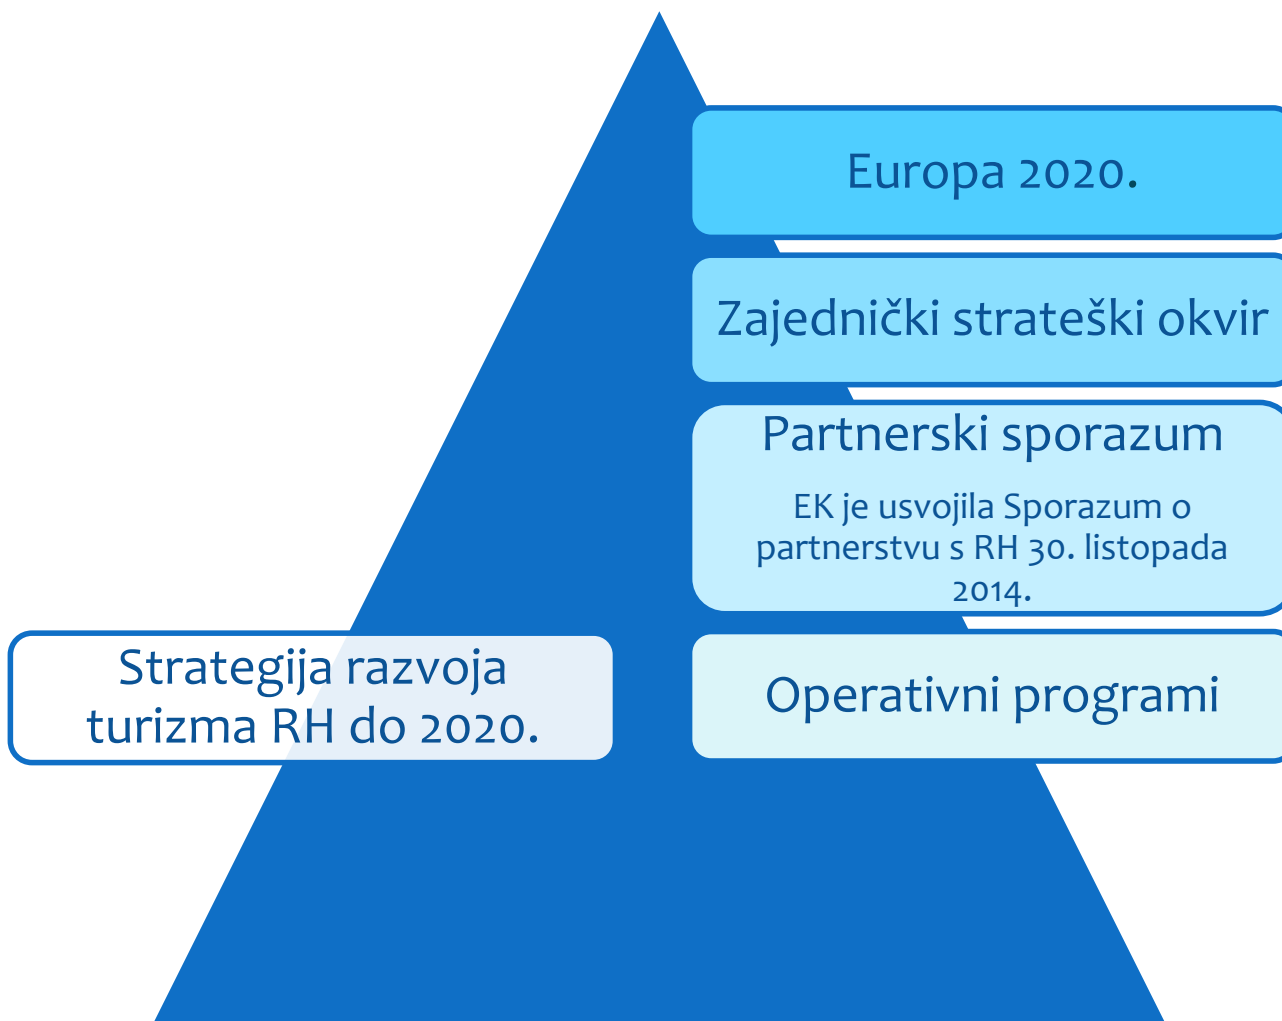 Europa 2020.
Zajednički strateški okvir
Partnerski sporazum
EK je usvojila Sporazum o
partnerstvu s RH 30. listopada
2014.
Strategija razvoja
turizma RH do 2020.
Operativni programi